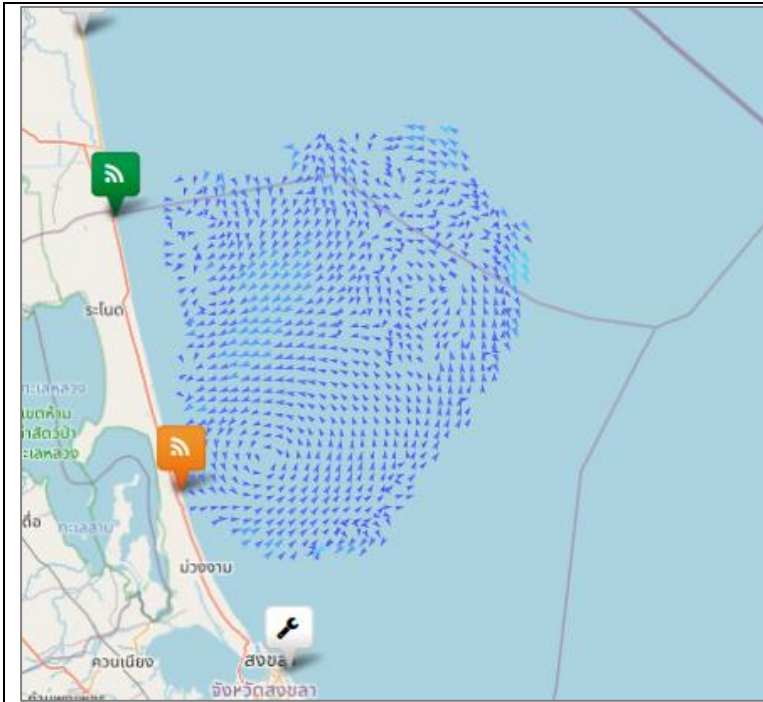 ระโนด
ทะเลหลวง
เขตห้าม
ล่าสัตว์ป่า
ทะเลหลวง
ทะเลสาบ
ม่วงงาม
ควนเนียง
สงขลา
จังหวัดสงขลา